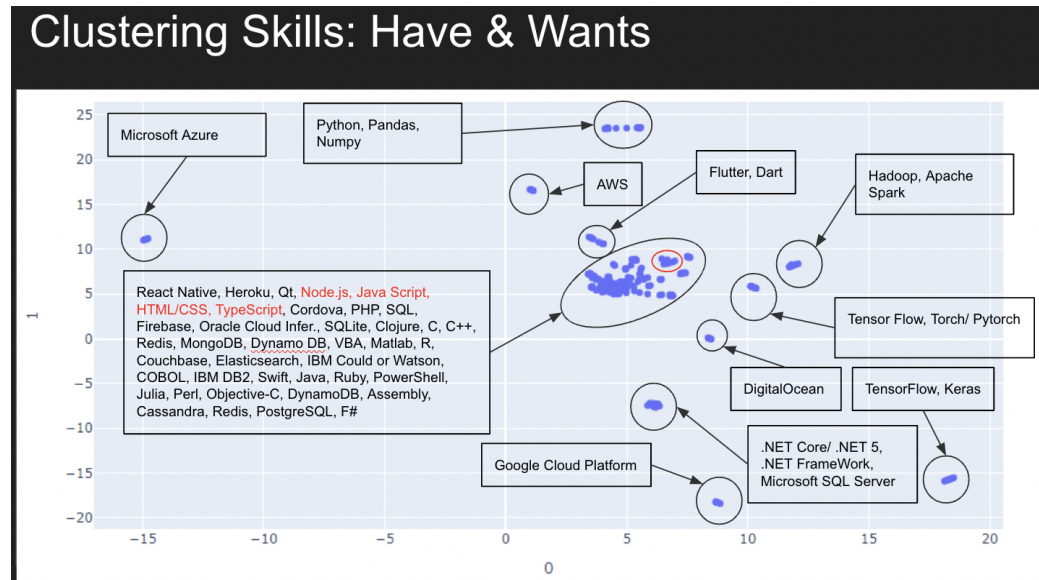 Clustering Skills: Have & Wants
25
20
15
10
5
0
−5
−10
−15
−20
1
−15
−10
−5
0
5
10
15
20
0
Microsoft Azure
Python, Pandas,
Numpy
AWS
Flutter, Dart
Hadoop, Apache
Spark
React Native, Heroku, Qt, Node.js, Java Script,
HTML/CSS, TypeScript, Cordova, PHP, SQL,
Firebase, Oracle Cloud Infer., SQLite, Clojure, C, C++,
Redis, MongoDB, Dynamo DB, VBA, Matlab, R,
Couchbase, Elasticsearch, IBM Could or Watson,
COBOL, IBM DB2, Swift, Java, Ruby, PowerShell,
Julia, Perl, Objective-C, DynamoDB, Assembly,
Cassandra, Redis, PostgreSQL, F#
Tensor Flow, Torch/ Pytorch
DigitalOcean
TensorFlow, Keras
.NET Core/ .NET 5,
.NET FrameWork,
Microsoft SQL Server
Google Cloud Platform